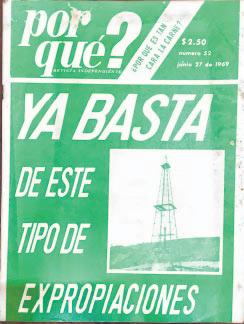 por
qué?
REVISTA INDEPENDIENTE
¿POR QUÉ ES TAN
CARA LA CARNE?
$ 2.50
numero 52
junio 27 de 1969
YA BASTA
DE ESTE
TIPO DE
EXPROPIACIONES